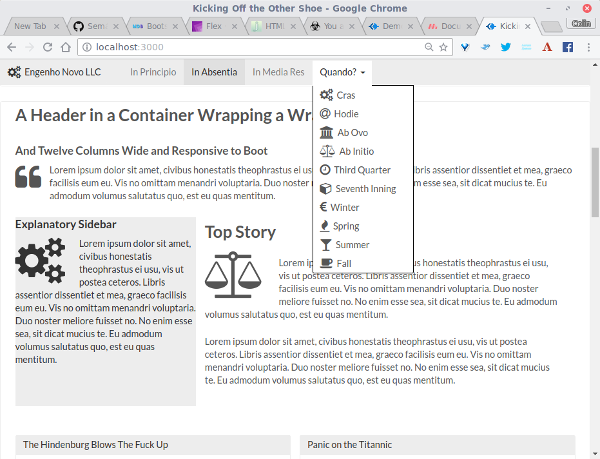 Kicking Off the Other Shoe - Google Chrome
New Tab
Sema
Boots
Flex
HTML
You A
Dem
Docu
Kickin
Colin
localhost:3000
Engenho Novo LLC
In Principio
In Absentia
In Media Res
Quando?
Cras
Hodie
Ab Ovo
Ab Initio
Third Quarter
Seventh Inning
Winter
Spring
Summer
Fall
A Header in a Container Wrapping a Wr
And Twelve Columns Wide and Responsive to Boot
Lorem ipsum dolor sit amet, civibus honestatis theophrastus ei usu ibris assentior dissentiet et mea, graeco
facilisis eum eu. Vis no omittam menandri voluptaria. Duo noster m em esse sea, sit dicat mucius te. Eu
admodum voluptatum salutatus quo, est eu quas mentitum.
Explanatory Sidebar
Lorem ipsum dolor sit
amet, civibus honestatis
theophrastus ei usu, vis ut
postea ceteros. Libris
assentior dissentiet et mea, graeco facilisis
eum eu. Vis no omittam menandri voluptaria.
Duo noster meliore fuisset no. No enim esse
sea, sit dicat mucius te. Eu admodum
voluptatum salutatus quo, est eu quas
mentitum.
Top Story
Lorem
vis ut postea ceteros. Libris assentior dissentiet et mea, graeco
facilisis eum eu. Vis no omittam menandri voluptaria. Duo noster
meliore fuisset no. No enim esse sea, sit dicat mucius te. Eu admodum
voluptatum salutatus quo, est eu quas mentitum.
Lorem ipsum dolor sit amet, civibus honestatis theophrastus ei usu, vis ut postea
ceteros. Libris assentior dissentiet et mea, graeco facilisis eum eu. Vis no omittam
menandri voluptaria. Duo noster meliore fuisset no. No enim esse sea, sit dicat
mucius te. Eu admodum voluptatum salutatus quo, est eu quas mentitum.
The Hindenburg Blows The Fuck Up
Panic on the Titannic